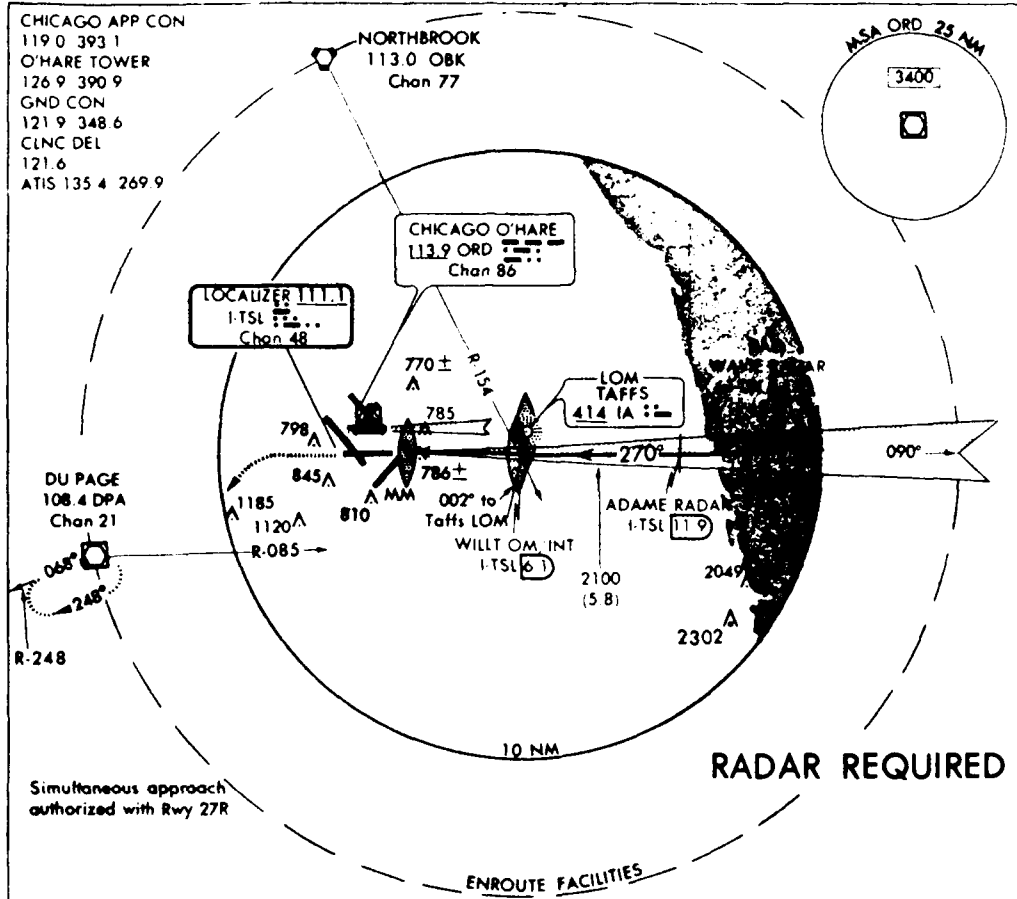 CHICAGO APP CON
119.0 393.1
O'HARE TOWER
126.9 390.9
GND CON
121.9 348.6
CLNC DEL
121.6
ATIS 135.4 269.9
NORTHBROOK
113.0 OBK
Chan 77
MSA ORD 25 NM
3400
CHICAGO O'HARE
113.9 ORD
Chan 86
LOCALIZER 111.1
I-TSL
Chan 48
R-154
770 ±
785
LOM
TAFFS
414 IA
798
845
786 ±
MM
810
270°
090°
002° to
Taffs LOM
ADAME RADAR
I-TSL 11.9
WILLT OM/INT
I-TSL 6.1
2100
(5.8)
2049
2302
DU PAGE
108.4 DPA
Chan 21
1185
1120
R-085
068°
248°
R-248
10 NM
RADAR REQUIRED
Simultaneous approach
authorized with Rwy 27R
ENROUTE FACILITIES